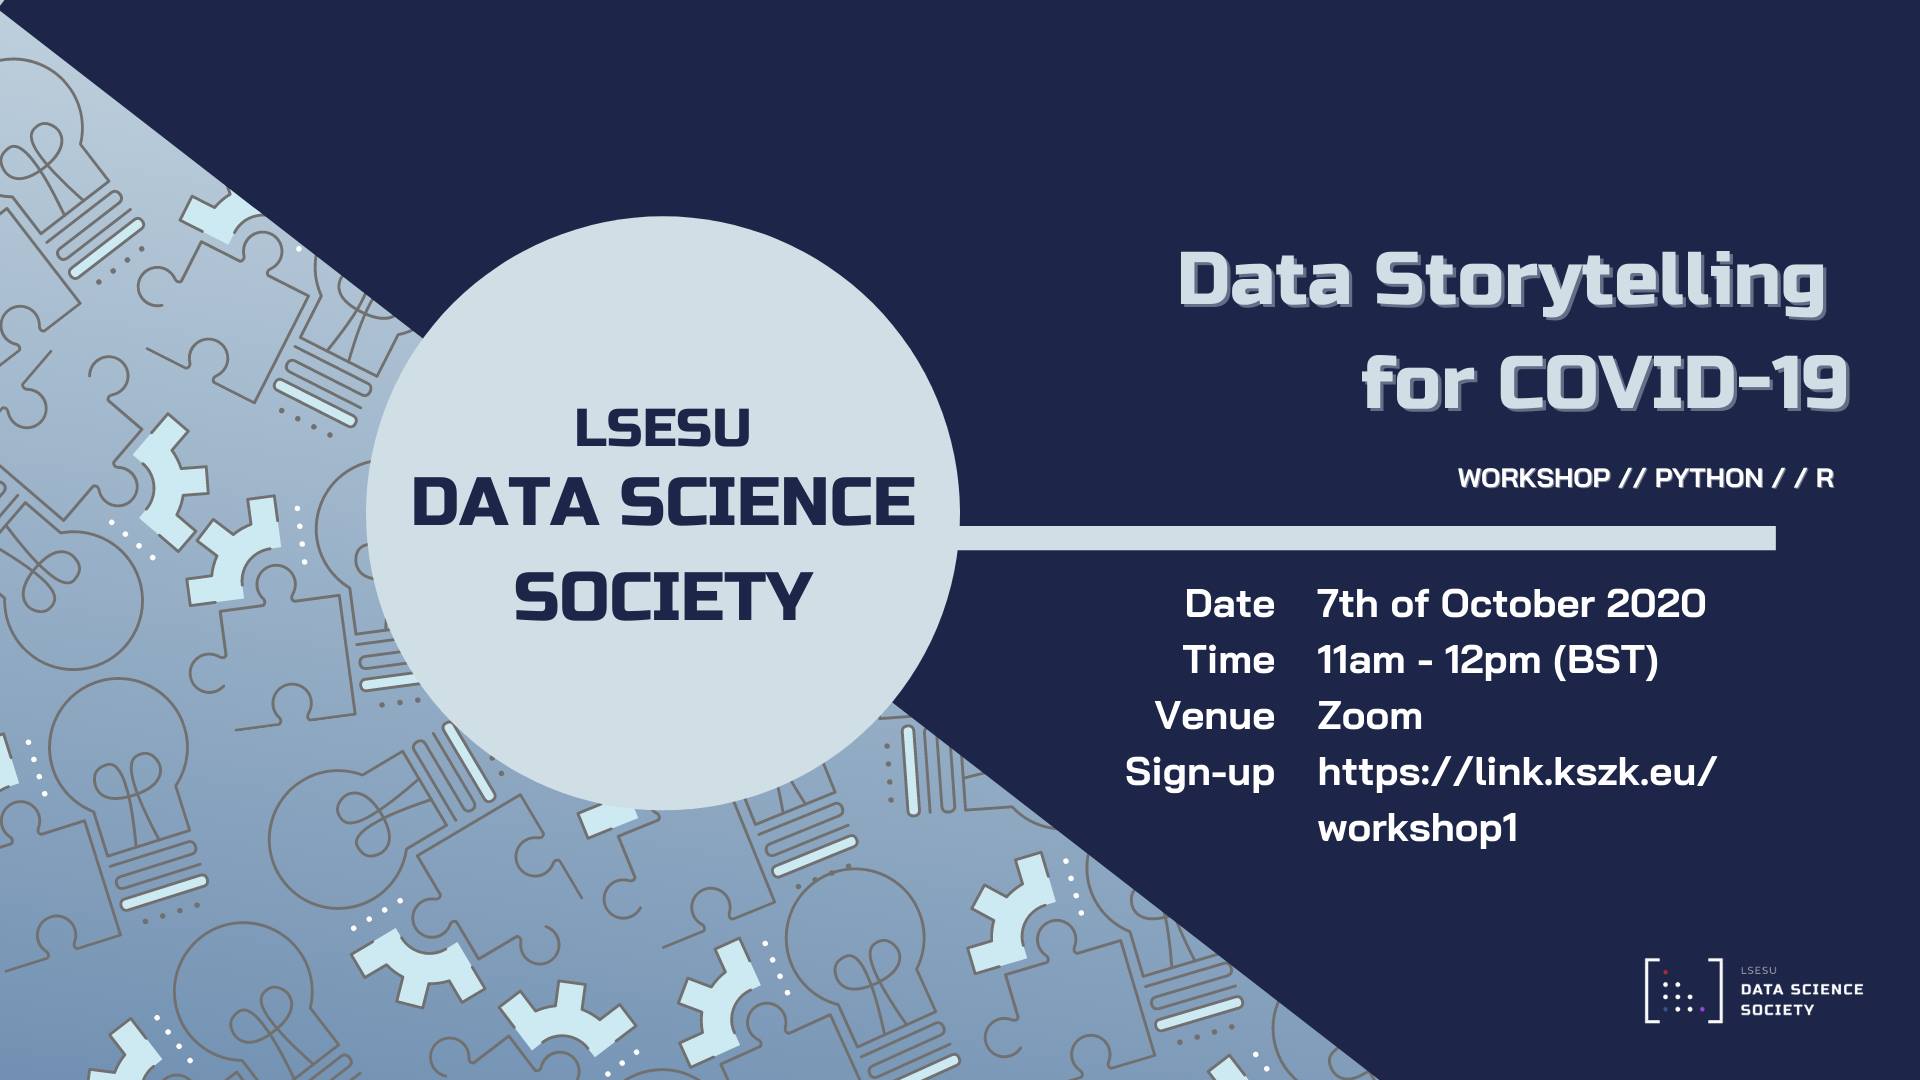 LSESU
DATA SCIENCE
SOCIETY
Data Storytelling
for COVID-19
WORKSHOP // PYTHON / / R
Date 7th of October 2020
Time 11am - 12pm (BST)
Venue Zoom
Sign-up https://link.kszk.eu/
workshop1
LSESU
DATA SCIENCE
SOCIETY